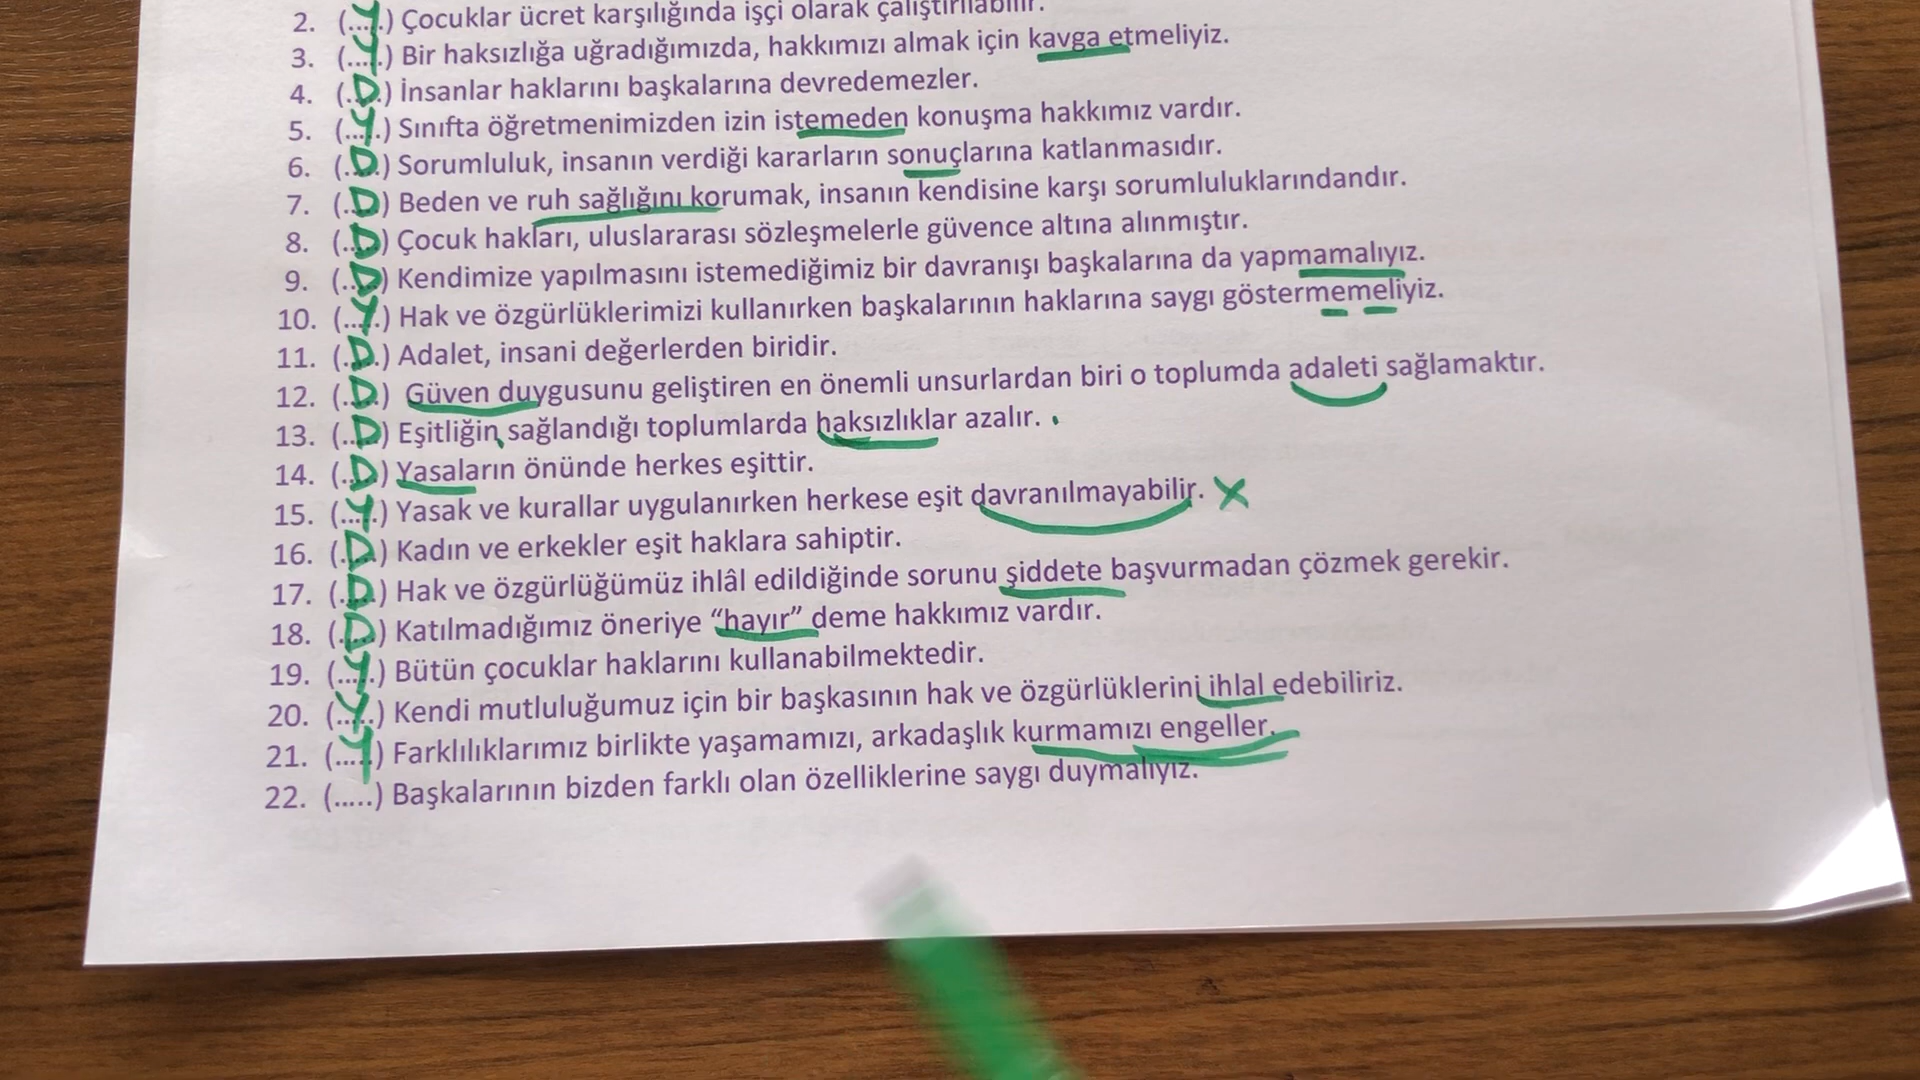 2. (..Y.) Çocuklar ücret karşılığında işçi olarak çalıştırılabilir.
3. (..Y..) Bir haksızlığa uğradığımızda, hakkımızı almak için kavga etmeliyiz.
4. (.D.) İnsanlar haklarını başkalarına devredemezler.
5. (...Y.) Sınıfta öğretmenimizden izin istemeden konuşma hakkımız vardır.
6. (.D.) Sorumluluk, insanın verdiği kararların sonuçlarına katlanmasıdır.
7. (.D) Beden ve ruh sağlığını korumak, insanın kendisine karşı sorumluluklarındandır.
8. (.D) Çocuk hakları, uluslararası sözleşmelerle güvence altına alınmıştır.
9. (.D) Kendimize yapılmasını istemediğimiz bir davranışı başkalarına da yapmamalıyız.
10. (...Y.) Hak ve özgürlüklerimizi kullanırken başkalarının haklarına saygı göstermemeliyiz.
11. (.D.) Adalet, insani değerlerden biridir.
12. (.D.) Güven duygusunu geliştiren en önemli unsurlardan biri o toplumda adaleti sağlamaktır.
13. (.D) Eşitliğin sağlandığı toplumlarda haksızlıklar azalır.
14. (.D.) Yasaların önünde herkes eşittir.
15. (...Y.) Yasak ve kurallar uygulanırken herkese eşit davranılmayabilir. X
16. (.D.) Kadın ve erkekler eşit haklara sahiptir.
17. (.D.) Hak ve özgürlüğümüz ihlâl edildiğinde sorunu şiddete başvurmadan çözmek gerekir.
18. (.D.) Katılmadığımız öneriye “hayır” deme hakkımız vardır.
19. (...Y.) Bütün çocuklar haklarını kullanabilmektedir.
20. (..Y..) Kendi mutluluğumuz için bir başkasının hak ve özgürlüklerini ihlal edebiliriz.
21. (...Y.) Farklılıklarımız birlikte yaşamamızı, arkadaşlık kurmamızı engeller.
22. (.....) Başkalarının bizden farklı olan özelliklerine saygı duymalıyız.